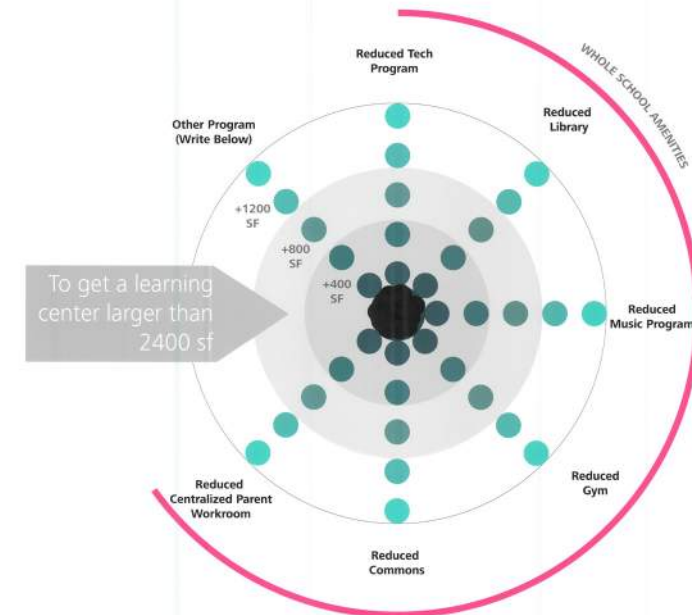 Reduced Tech
Program
WHOLE SCHOOL AMENITIES
Reduced
Library
Other Program
(Write Below)
+1200
SF
+800
SF
+400
SF
To get a learning
center larger than
2400 sf
Reduced
Music Program
Reduced
Gym
Reduced
Centralized Parent
Workroom
Reduced
Commons